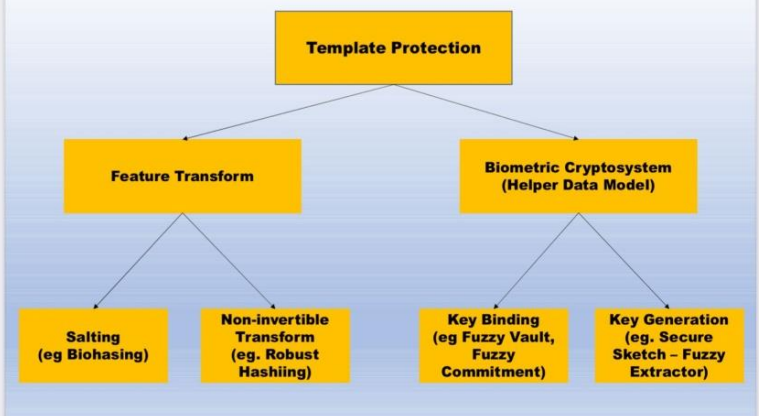 Template Protection
Feature Transform
Biometric Cryptosystem
(Helper Data Model)
Salting
(eg Biohasing)
Non-invertible
Transform
(eg. Robust
Hashiing)
Key Binding
(eg Fuzzy Vault,
Fuzzy
Commitment)
Key Generation
(eg. Secure
Sketch – Fuzzy
Extractor)